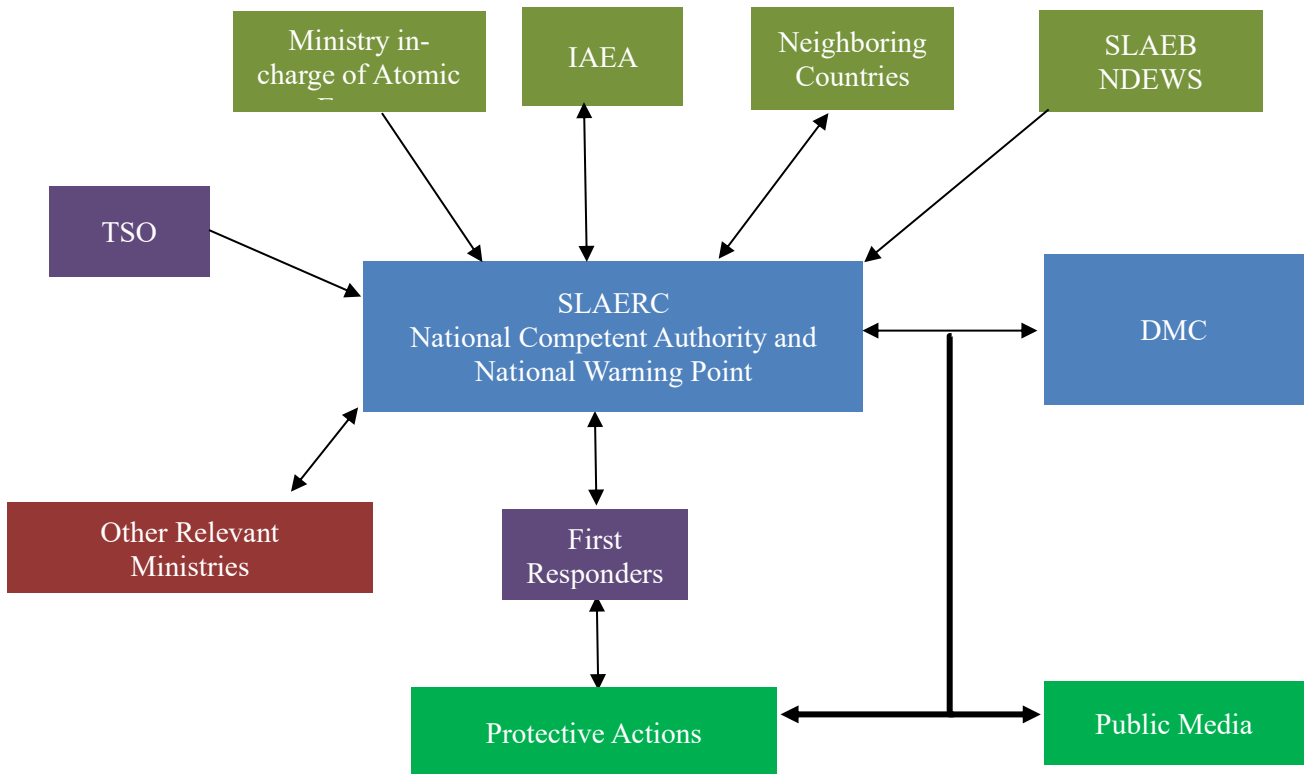 Ministry in-
charge of Atomic
IAEA
Neighboring
Countries
SLAEB
NDEWS
TSO
SLAERC
National Competent Authority and
National Warning Point
DMC
Other Relevant
Ministries
First
Responders
Protective Actions
Public Media